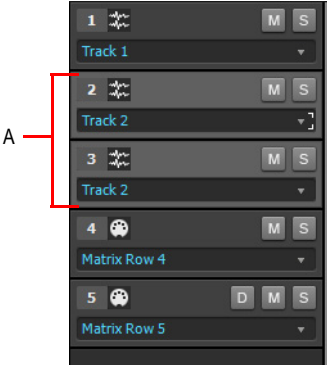 1 M S
Track 1
2 M S
A
Track 2
3 M S
Track 2
4 M S
Matrix Row 4
5 D M S
Matrix Row 5